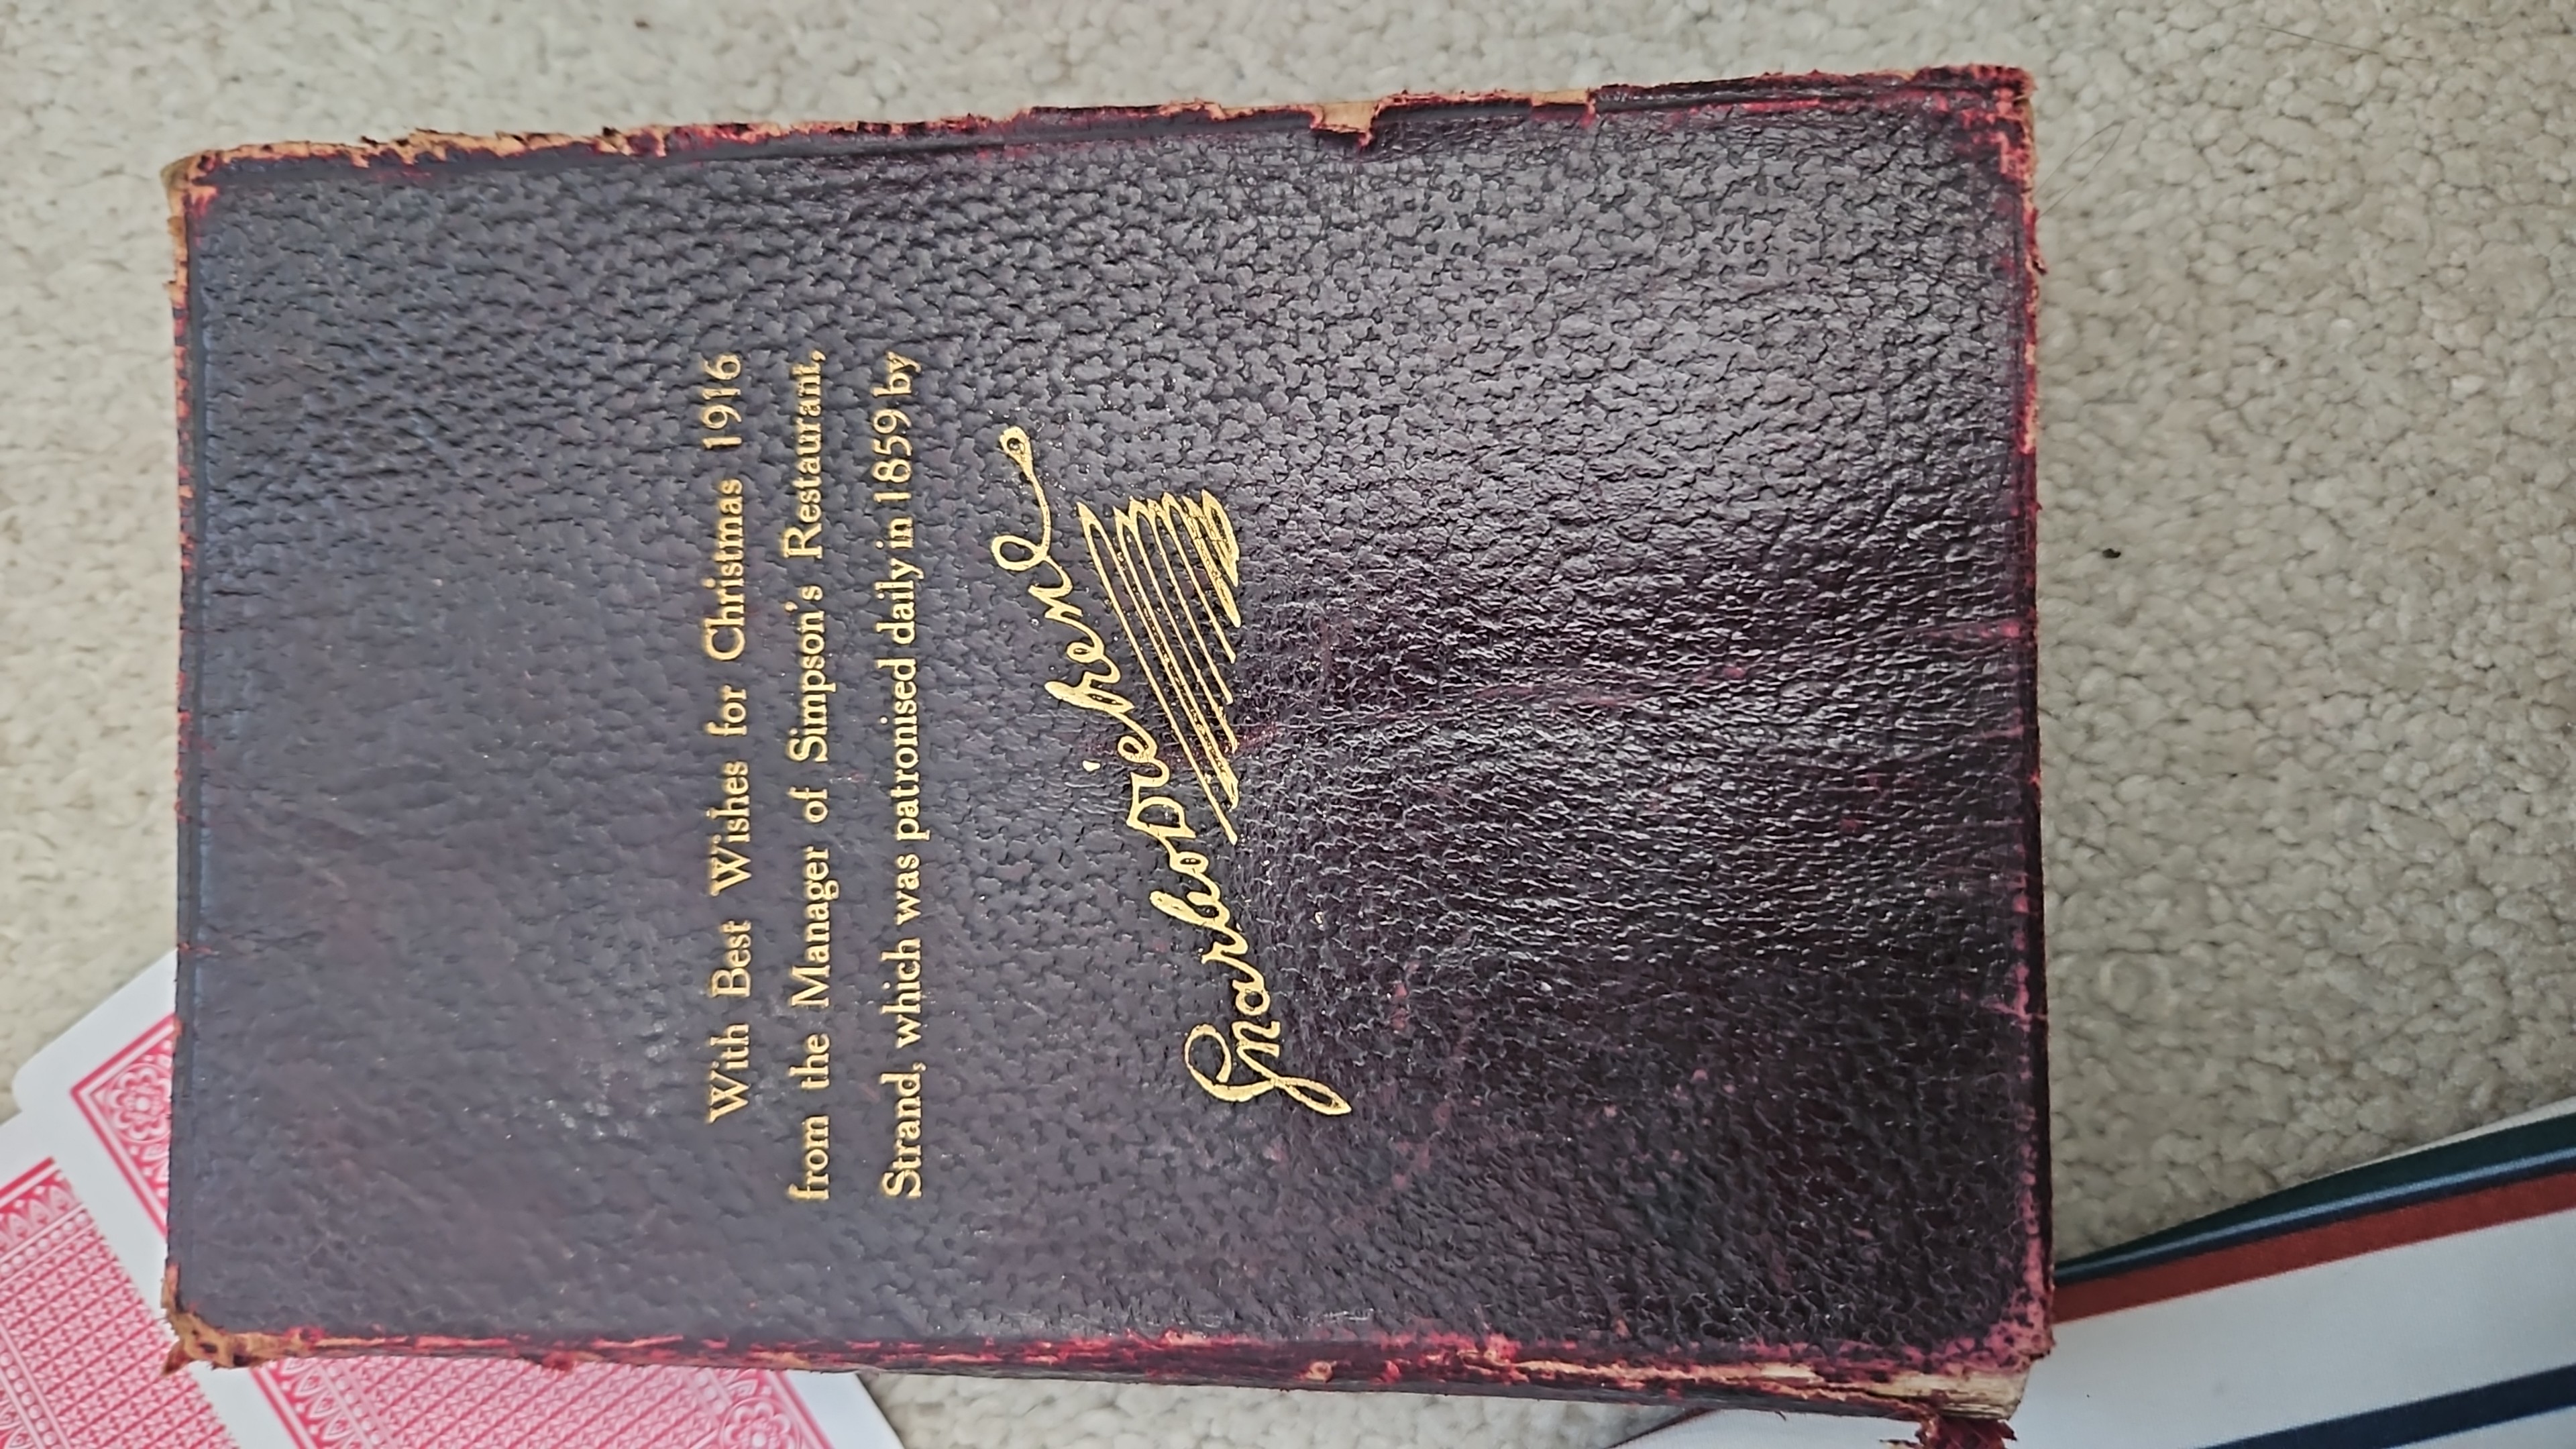 With Best Wishes for Christmas 1916
from the Manager of Simpson's Restaurant,
Strand, which was patronised daily in 1859 by
Charles Dickens